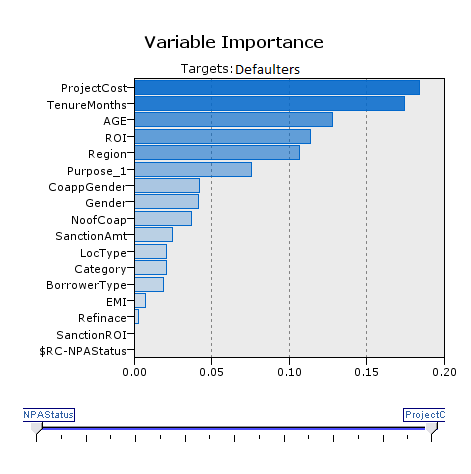 Variable Importance
Targets: Defaulters
ProjectCost
TenureMonths
AGE
ROI
Region
Purpose_1
CoappGender
Gender
NoofCoap
SanctionAmt
LocType
Category
BorrowerType
EMI
Refinace
SanctionROI
$RC-NPAStatus
0.00 0.05 0.10 0.15 0.20
NPAStatus ProjectC